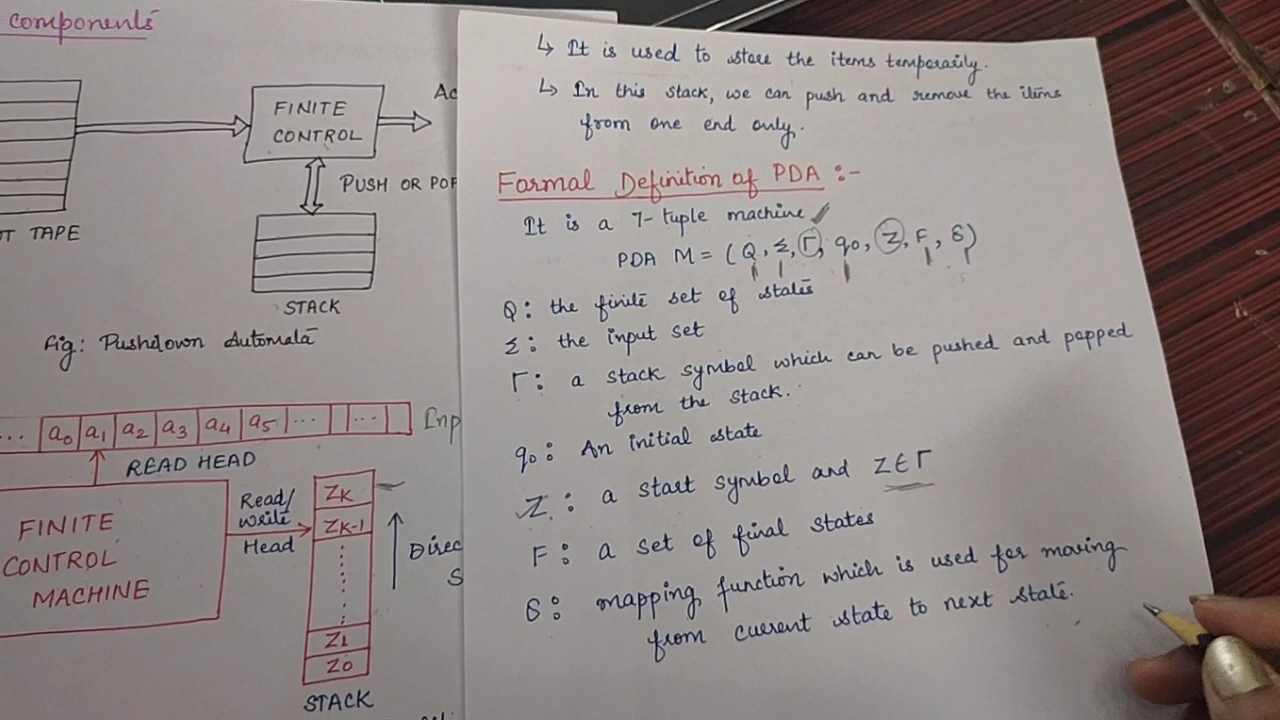 components
FINITE
CONTROL
PUSH OR POP
TAPE
STACK
Fig: Pushdown Automata
... a0 a1 a2 a3 a4 a5 ... ...
READ HEAD
FINITE
CONTROL
MACHINE
Read/
Write
Head
ZK
ZK-1
Z1
Z0
STACK
↳ It is used to store the items temporarily.
↳ In this stack, we can push and remove the items
from one end only.
Formal Definition of PDA :-
It is a 7-tuple machine
PDA M = (Q, Σ, Γ, q0, Z, F, δ)
Q: the finite set of states
Σ: the input set
Γ: a stack symbol which can be pushed and popped
from the stack.
q0: An initial state
Z: a start symbol and Z∈Γ
F: a set of final states
δ: mapping function which is used for moving
from current state to next state.